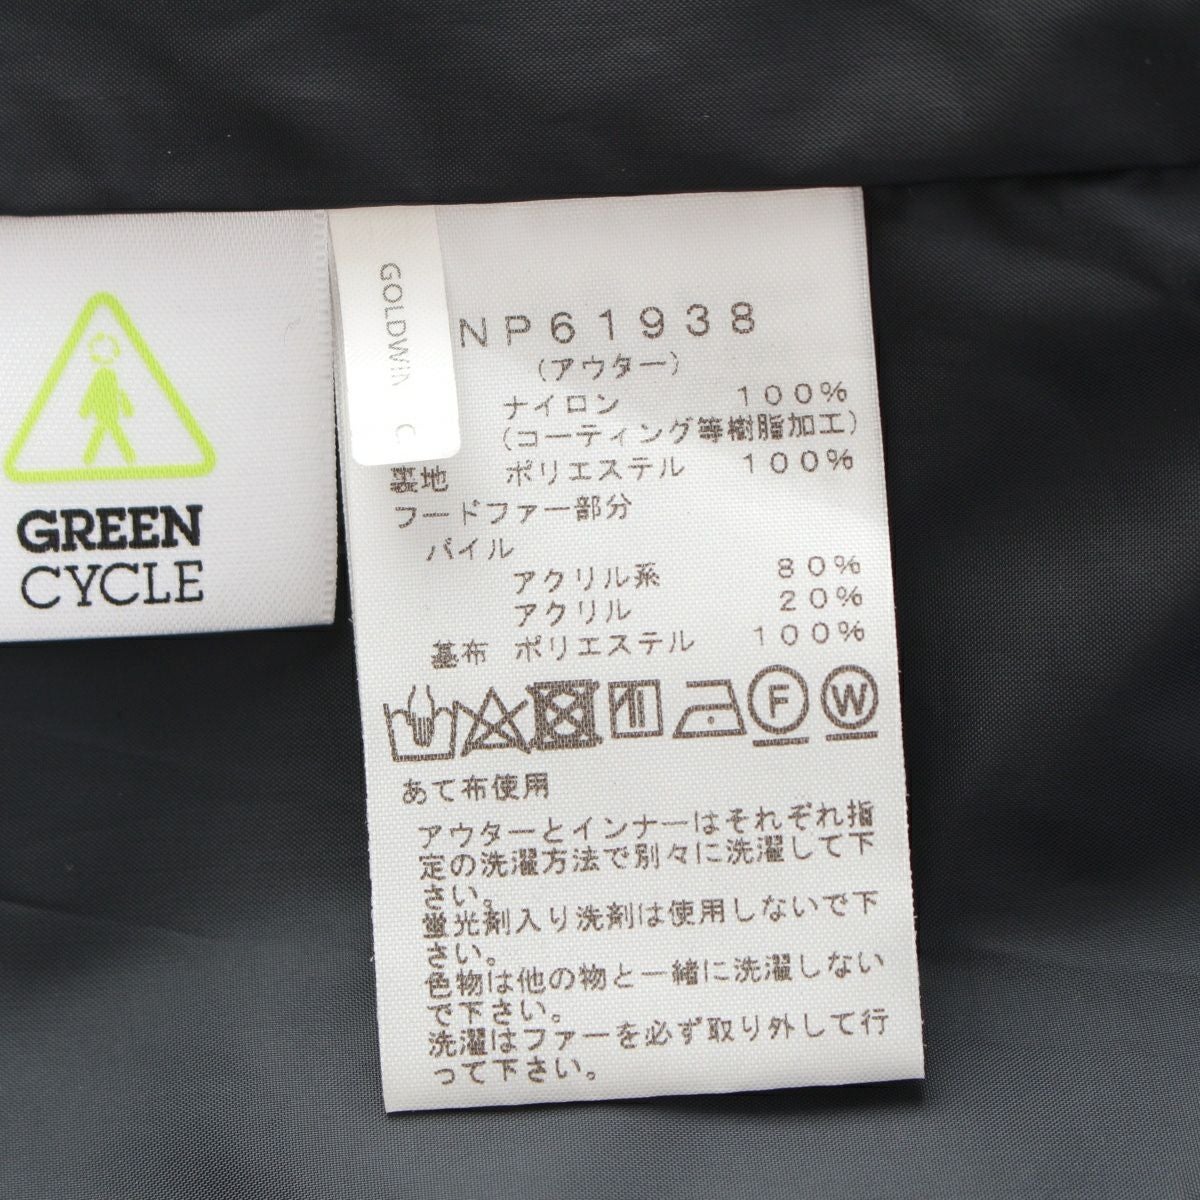 GREEN
CYCLE
GOLDWIN C
NP61938
(アウター)
ナイロン 100%
(コーティング等樹脂加工)
裏地 ポリエステル 100%
フードファー部分
パイル
アクリル系 80%
アクリル 20%
基布 ポリエステル 100%
F W
あて布使用
アウターとインナーはそれぞれ指
定の洗濯方法で別々に洗濯して下
さい。
蛍光剤入り洗剤は使用しないで下
さい。
色物は他の物と一緒に洗濯しない
で下さい。
洗濯はファーを必ず取り外して行
って下さい。